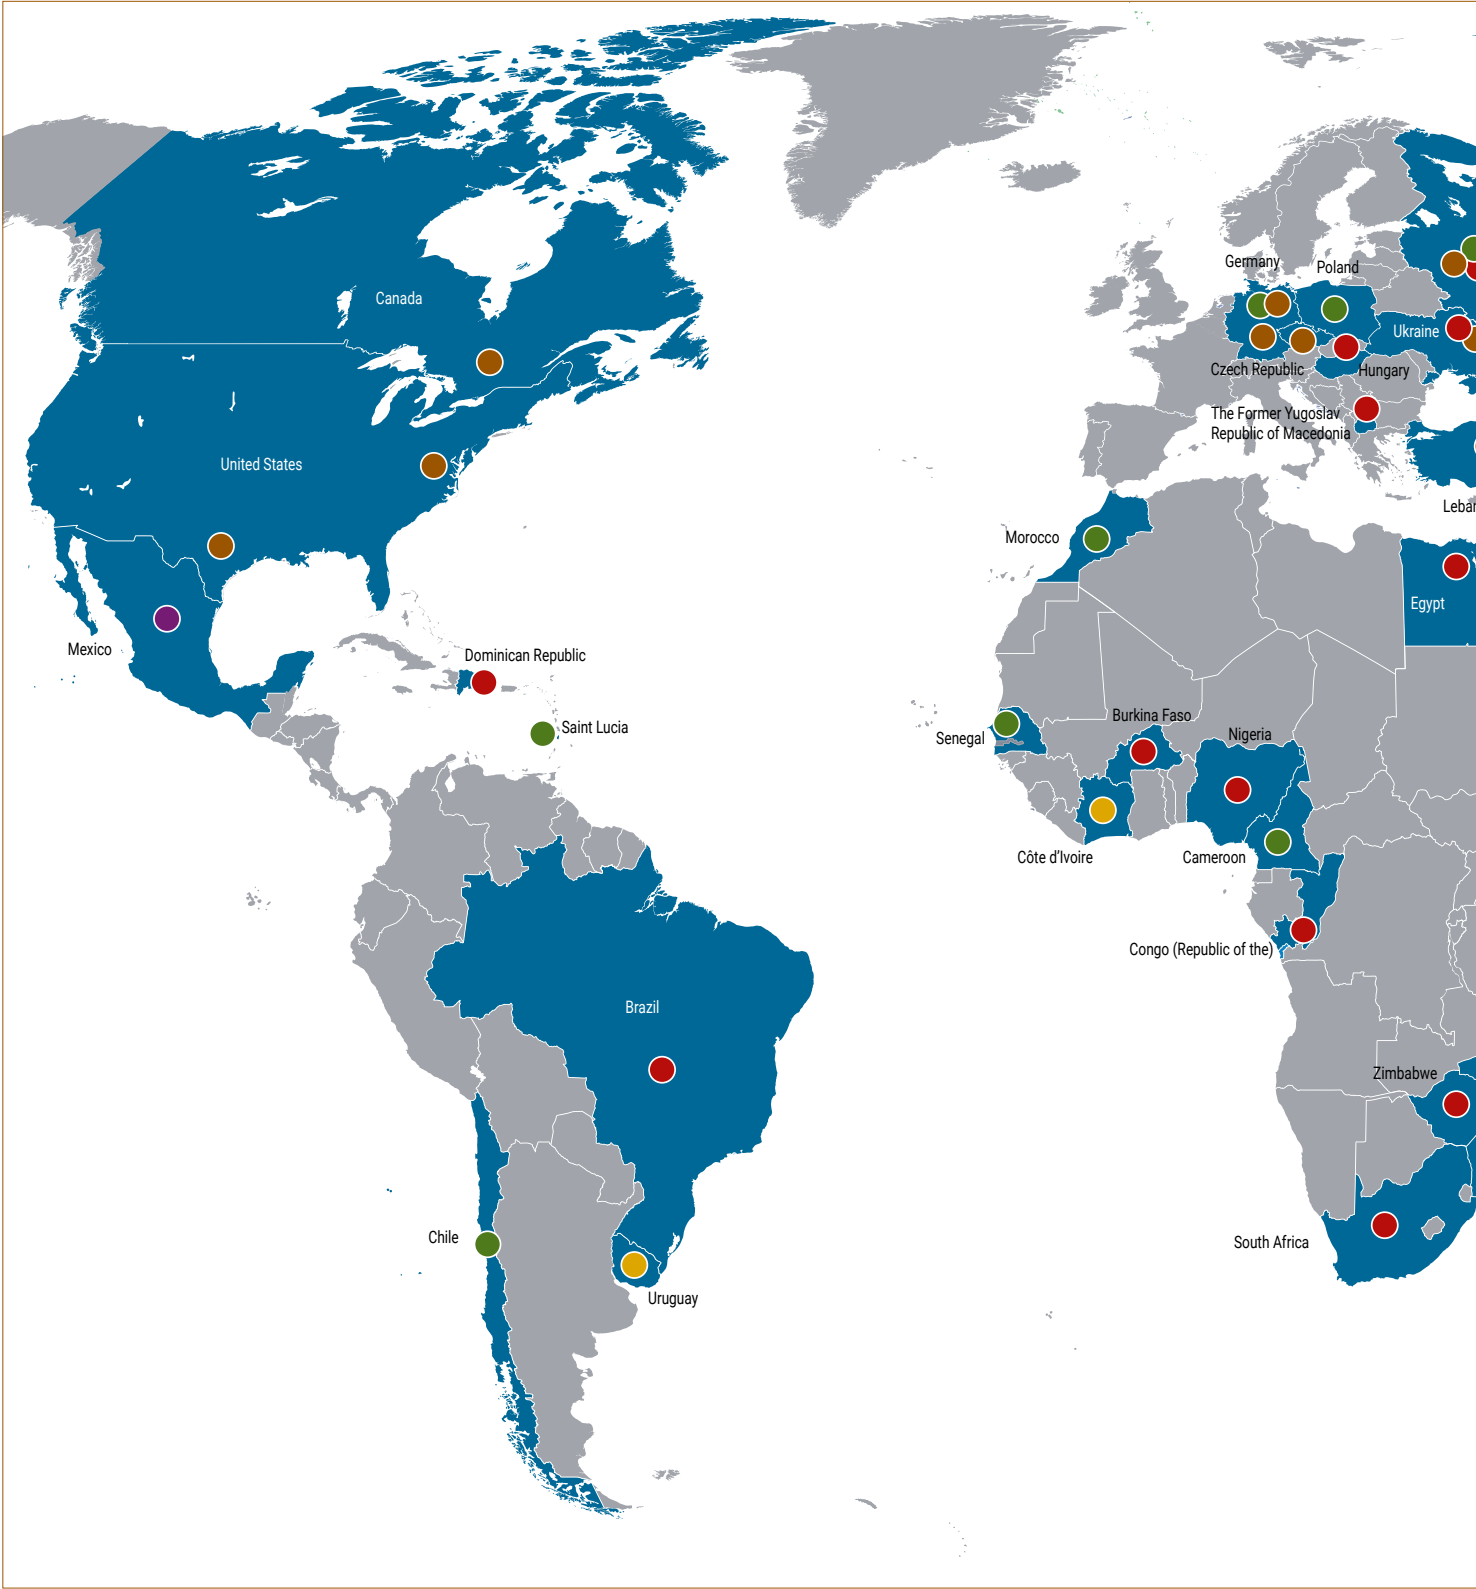 Germany
Poland
Canada
Ukraine
Czech Republic
Hungary
The Former Yugoslav
Republic of Macedonia
United States
Leban
Morocco
Egypt
Mexico
Dominican Republic
Saint Lucia
Burkina Faso
Senegal
Nigeria
Côte d'Ivoire
Cameroon
Congo (Republic of the)
Brazil
Zimbabwe
Chile
South Africa
Uruguay